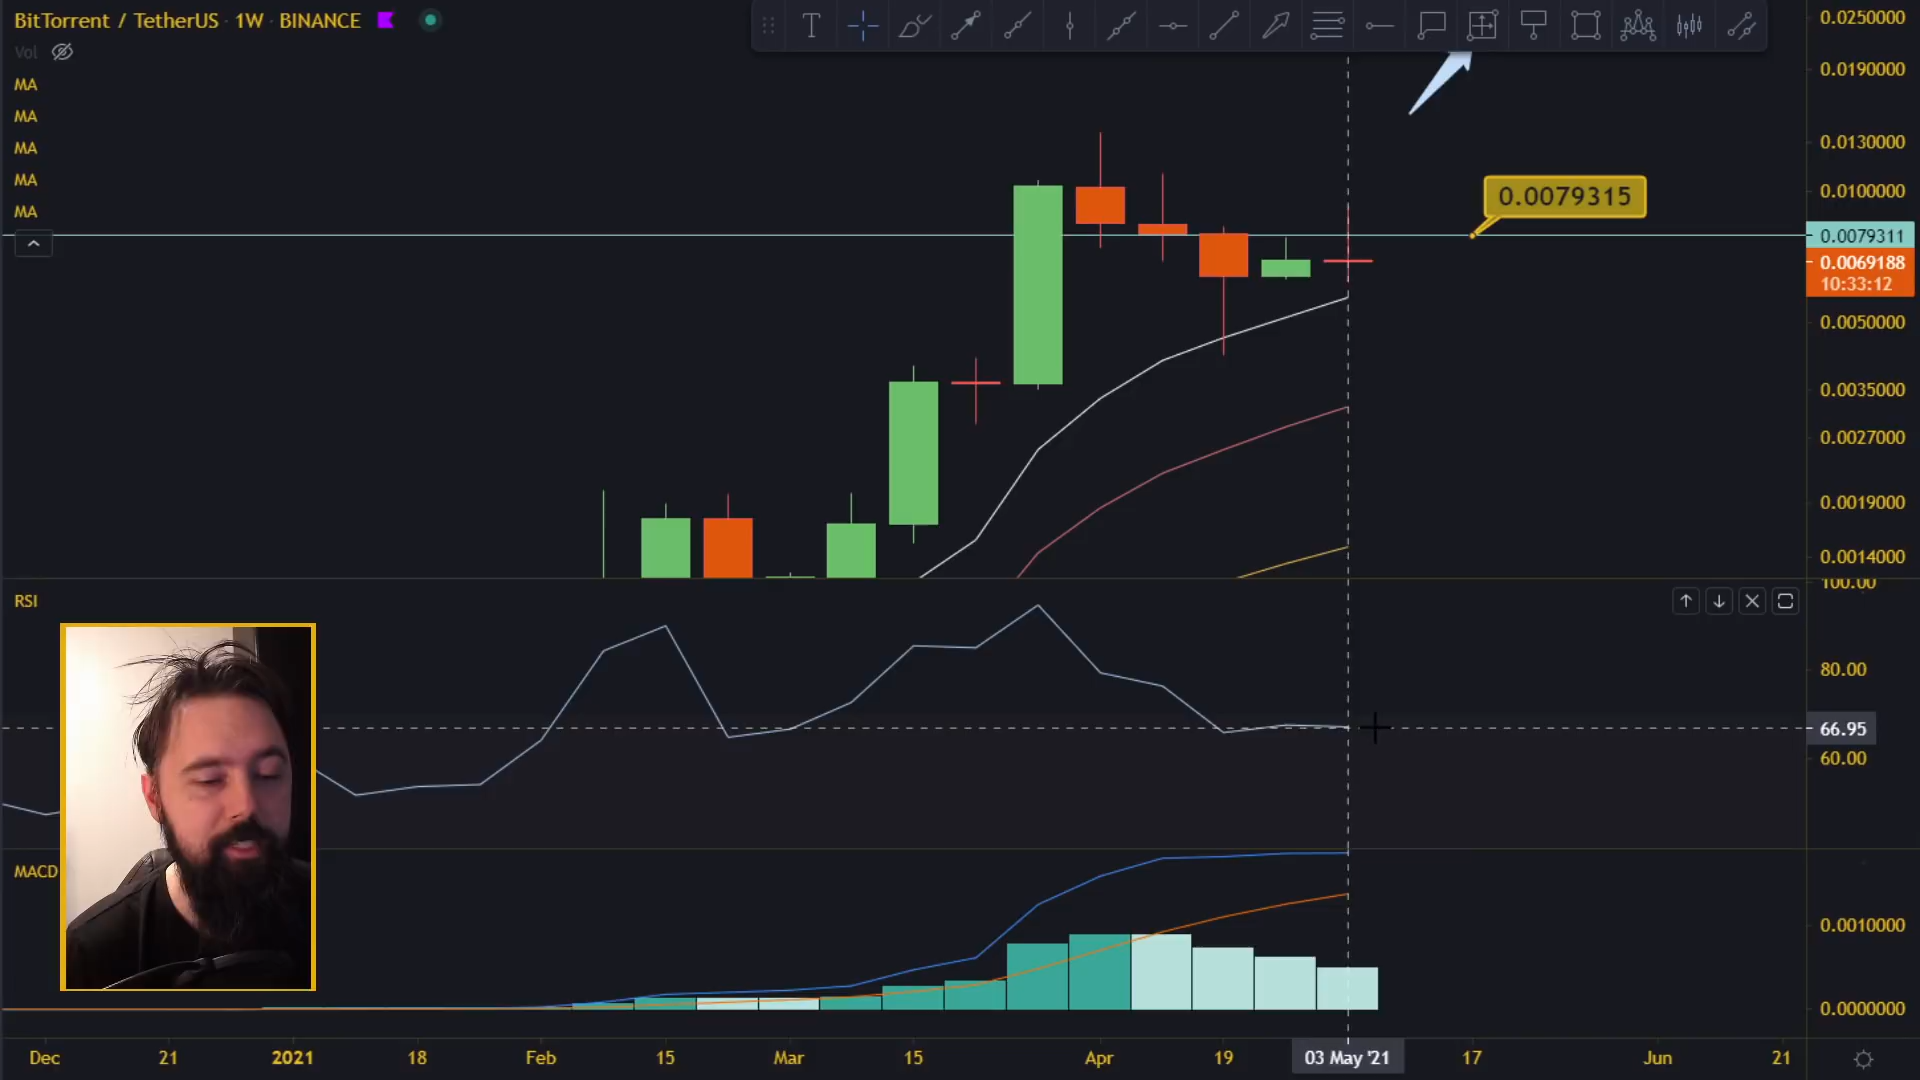 BitTorrent / TetherUS · 1W · BINANCE
Vol
MA
MA
MA
MA
MA
T
0.0079315
0.0250000
0.0190000
0.0130000
0.0100000
0.0079311
0.0069188
10:33:12
0.0050000
0.0035000
0.0027000
0.0019000
0.0014000
RSI
100.00
80.00
66.95
60.00
MACD
0.0010000
0.0000000
Dec 21 2021 18 Feb 15 Mar 15 Apr 19 03 May '21 17 Jun 21